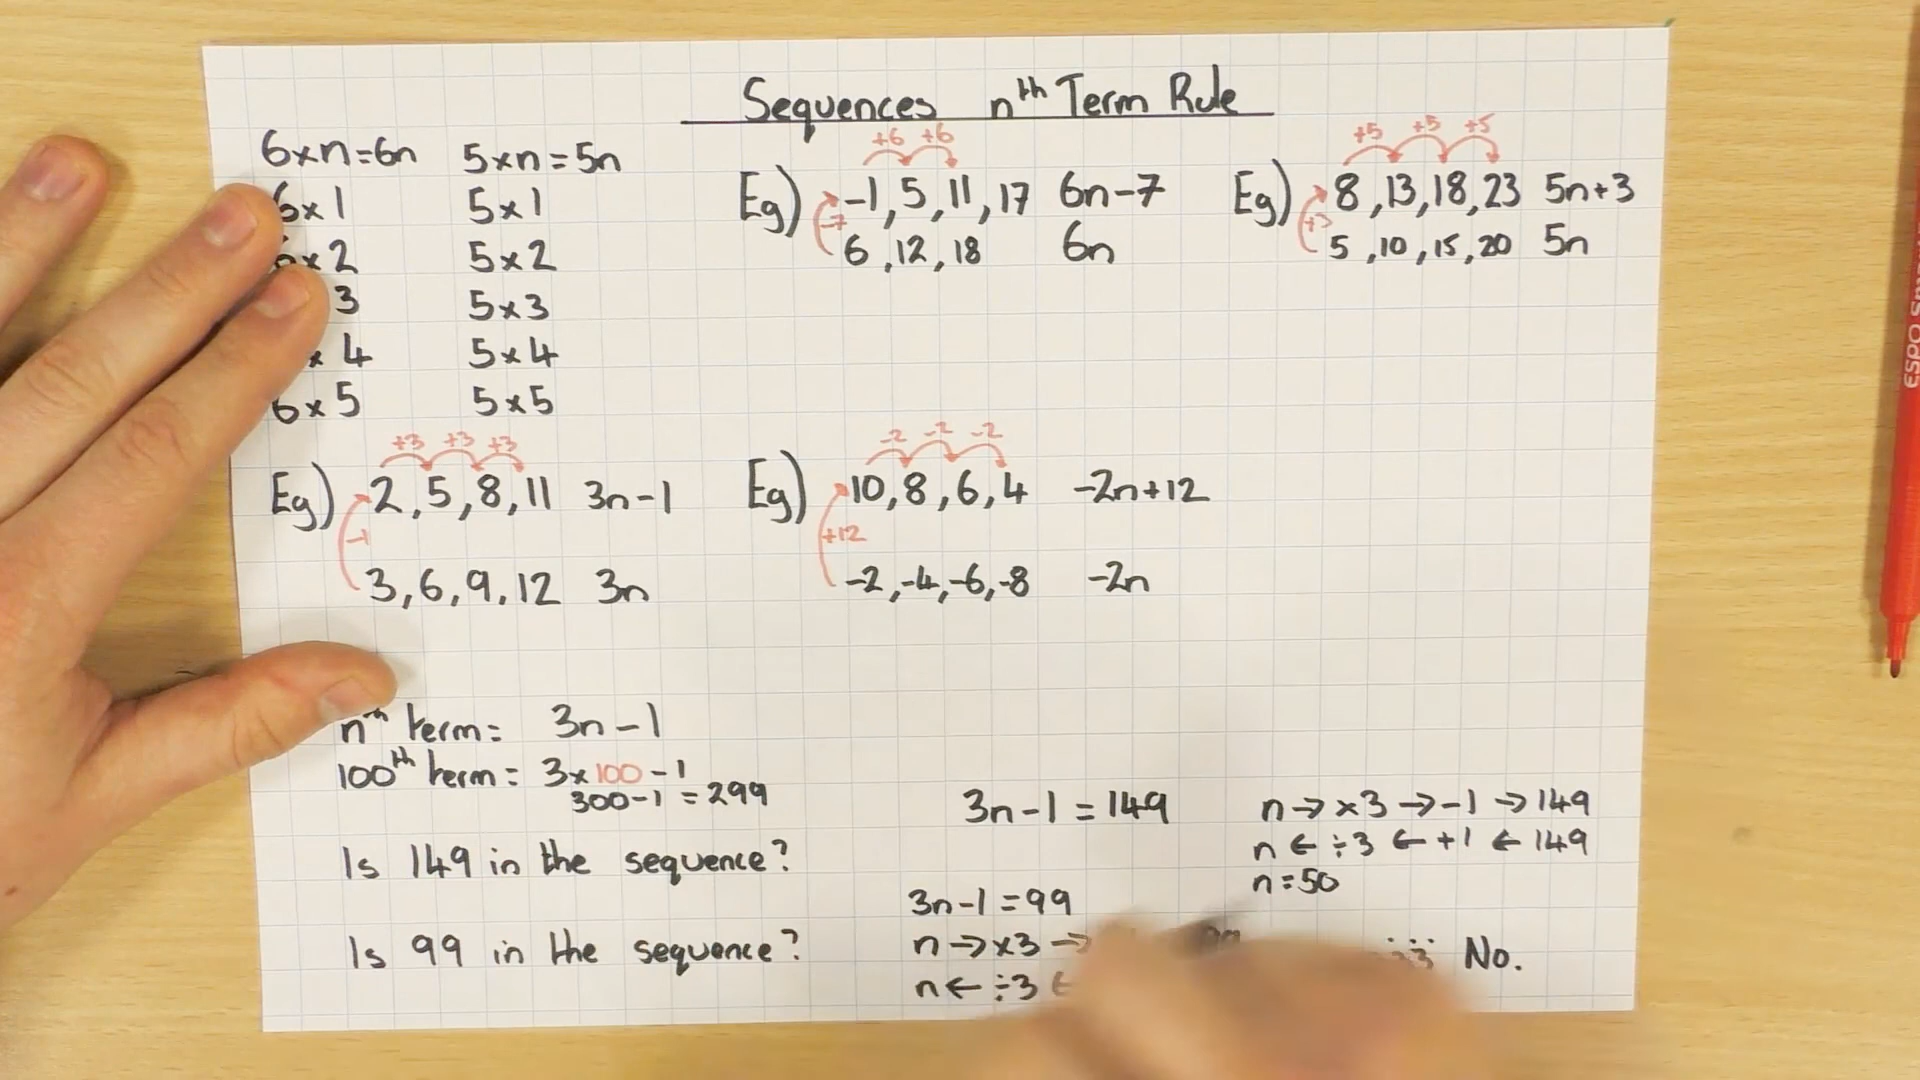 Sequences nth Term Rule
6×n=6n 5×n=5n
6×1 5×1
6×2 5×2
3 5×3
×4 5×4
6×5 5×5
+6 +6
Eg) -1, 5, 11, 17 6n-7
-7
6, 12, 18 6n
+5 +5 +5
Eg) 8, 13, 18, 23 5n+3
+3
5, 10, 15, 20 5n
+3 +3 +3
Eg) 2, 5, 8, 11 3n-1
-1
3, 6, 9, 12 3n
-2 -2 -2
Eg) 10, 8, 6, 4 -2n+12
+12
-2, -4, -6, -8 -2n
nth term = 3n-1
100th term = 3×100-1
300-1 = 299
Is 149 in the sequence?
3n-1 = 149
n→×3→-1→149
n←÷3←+1←149
n=50
Is 99 in the sequence?
3n-1=99
n→×3→
n←÷3←
No.
ESPO